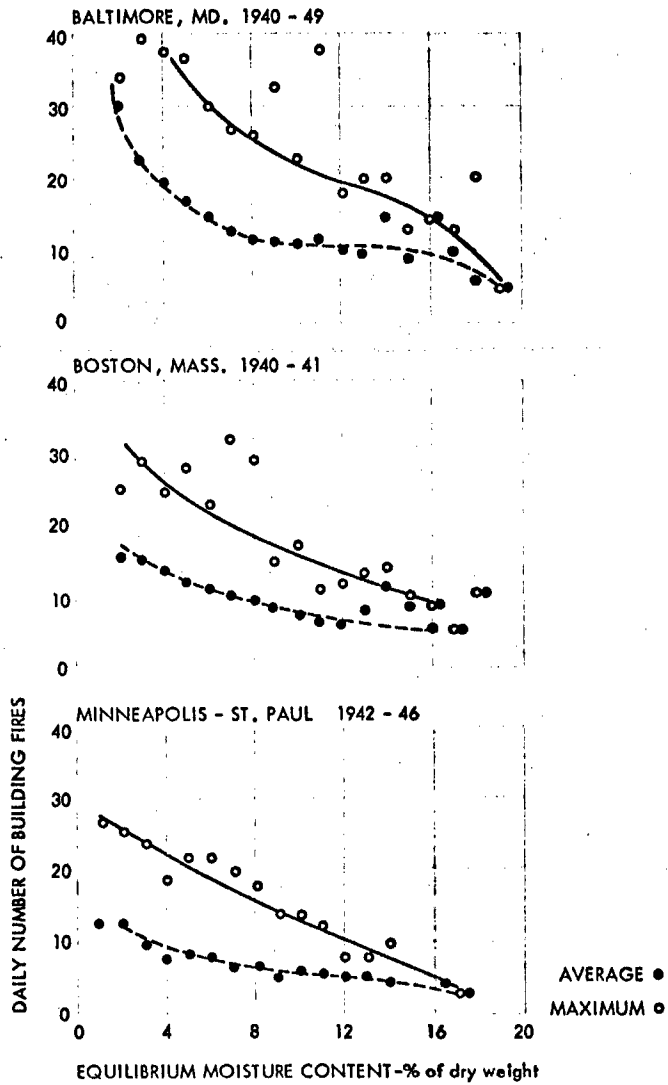 BALTIMORE, MD. 1940 - 49
40
30
20
10
0
BOSTON, MASS. 1940 - 41
40
30
20
10
0
MINNEAPOLIS - ST. PAUL 1942 - 46
40
30
20
10
0
DAILY NUMBER OF BUILDING FIRES
0 4 8 12 16 20
EQUILIBRIUM MOISTURE CONTENT-% of dry weight
AVERAGE
MAXIMUM